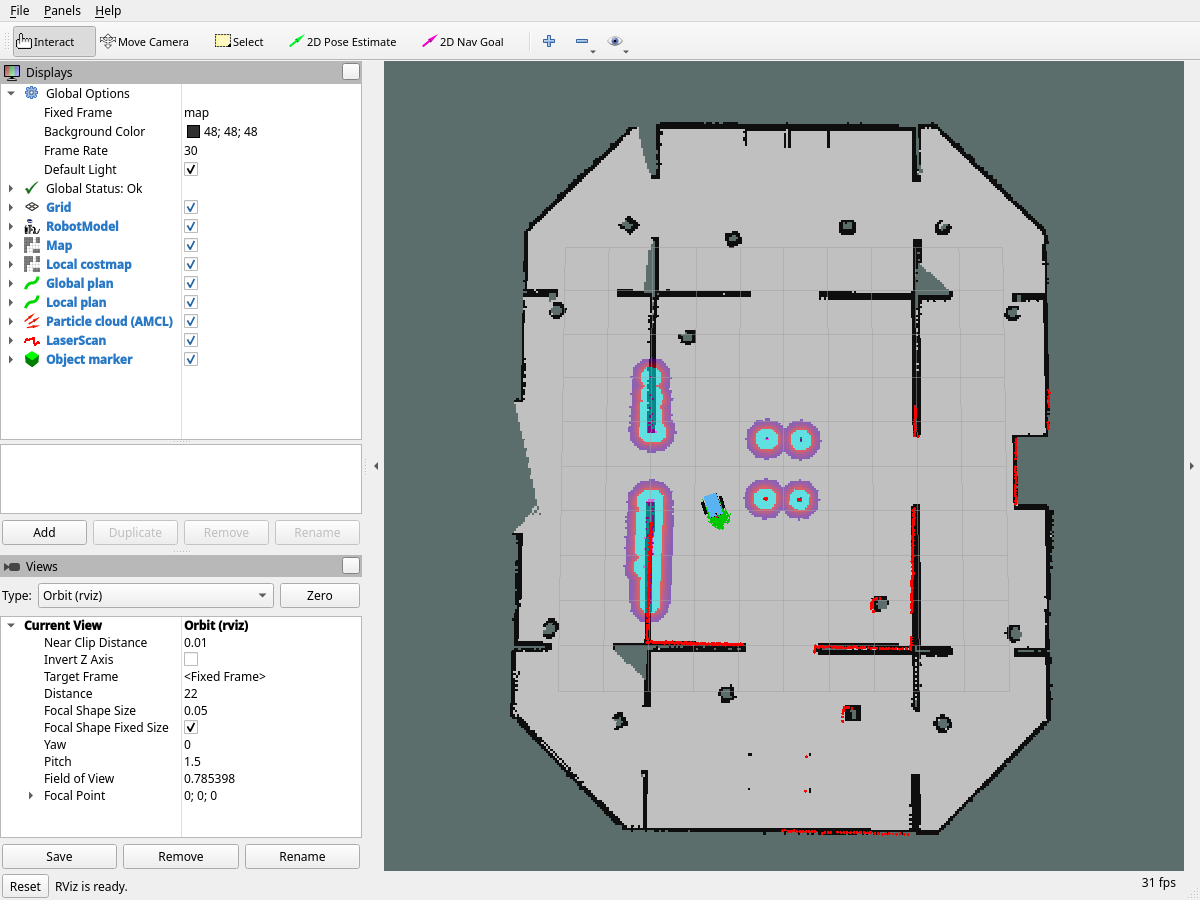 File Panels Help
Interact Move Camera Select 2D Pose Estimate 2D Nav Goal
Displays
Global Options
Fixed Frame map
Background Color 48; 48; 48
Frame Rate 30
Default Light
Global Status: Ok
Grid
RobotModel
Map
Local costmap
Global plan
Local plan
Particle cloud (AMCL)
LaserScan
Object marker
Add Duplicate Remove Rename
Views
Type: Orbit (rviz) Zero
Current View Orbit (rviz)
Near Clip Distance 0.01
Invert Z Axis
Target Frame <Fixed Frame>
Distance 22
Focal Shape Size 0.05
Focal Shape Fixed Size
Yaw 0
Pitch 1.5
Field of View 0.785398
Focal Point 0; 0; 0
Save Remove Rename
Reset RViz is ready. 31 fps